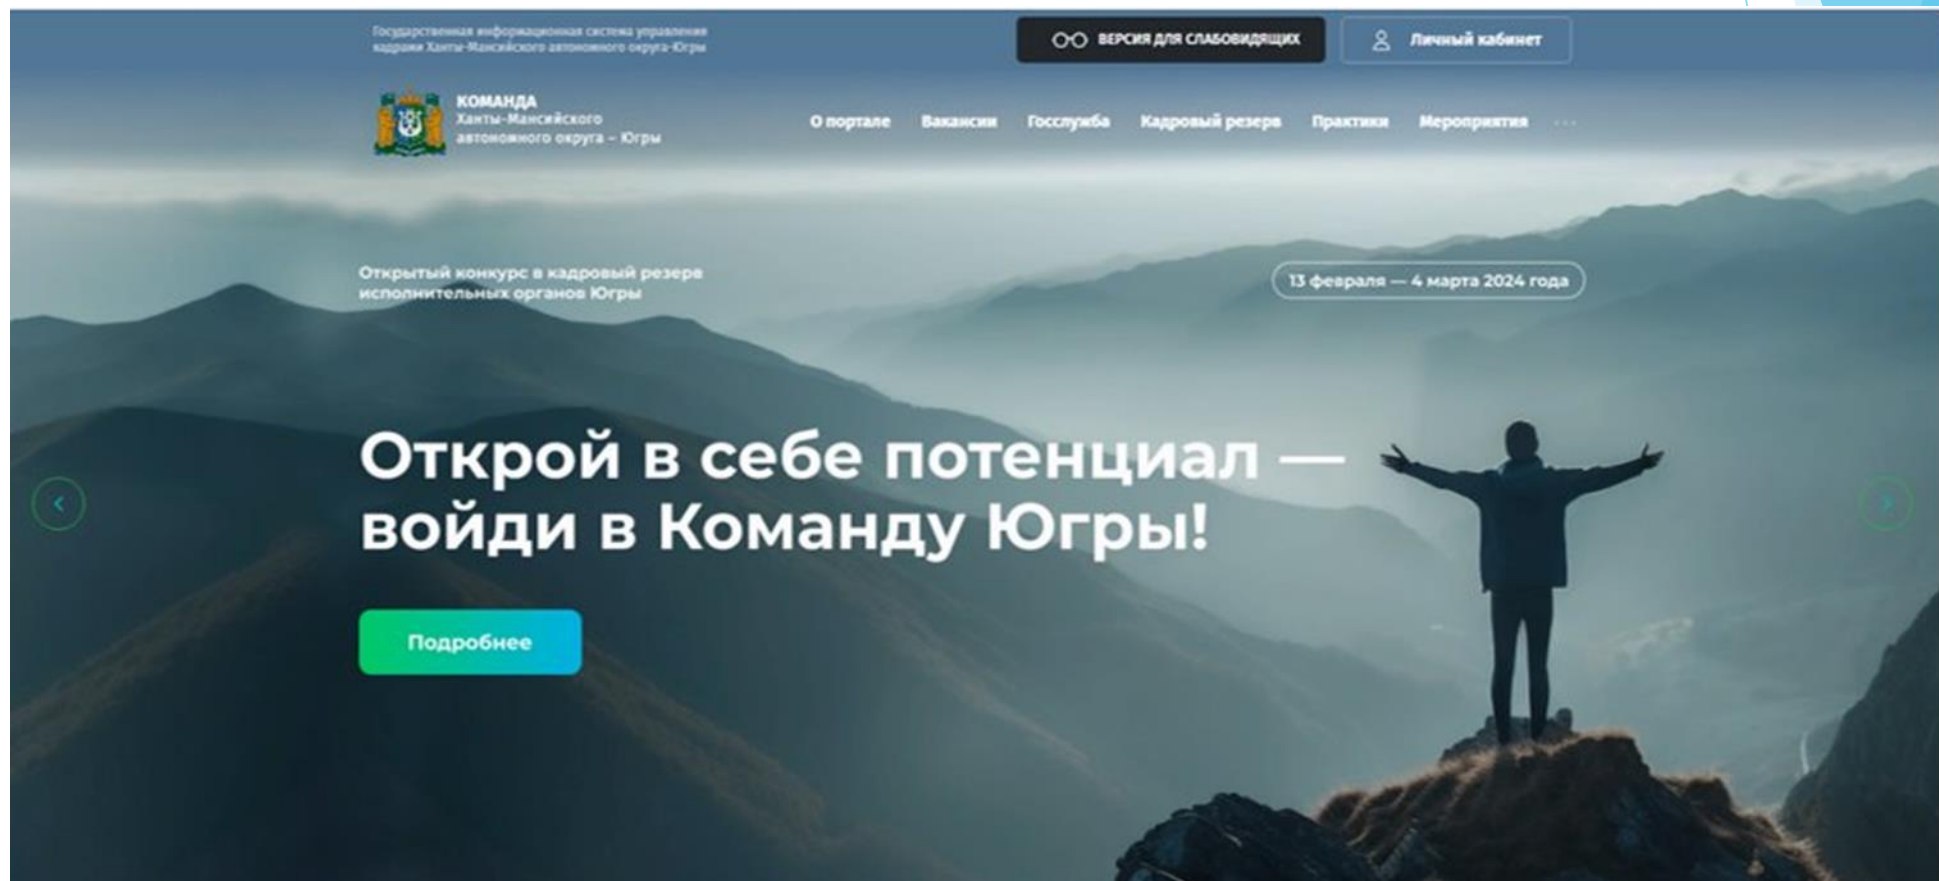 Государственная информационная система управления
кадрами Ханты-Мансийского автономного округа-Югры
ВЕРСИЯ ДЛЯ СЛАБОВИДЯЩИХ
Личный кабинет
КОМАНДА
Ханты-Мансийского
автономного округа – Югры
О портале Вакансии Госслужба Кадровый резерв Практики Мероприятия ...
Открытый конкурс в кадровый резерв
исполнительных органов Югры
13 февраля — 4 марта 2024 года
Открой в себе потенциал —
войди в Команду Югры!
Подробнее